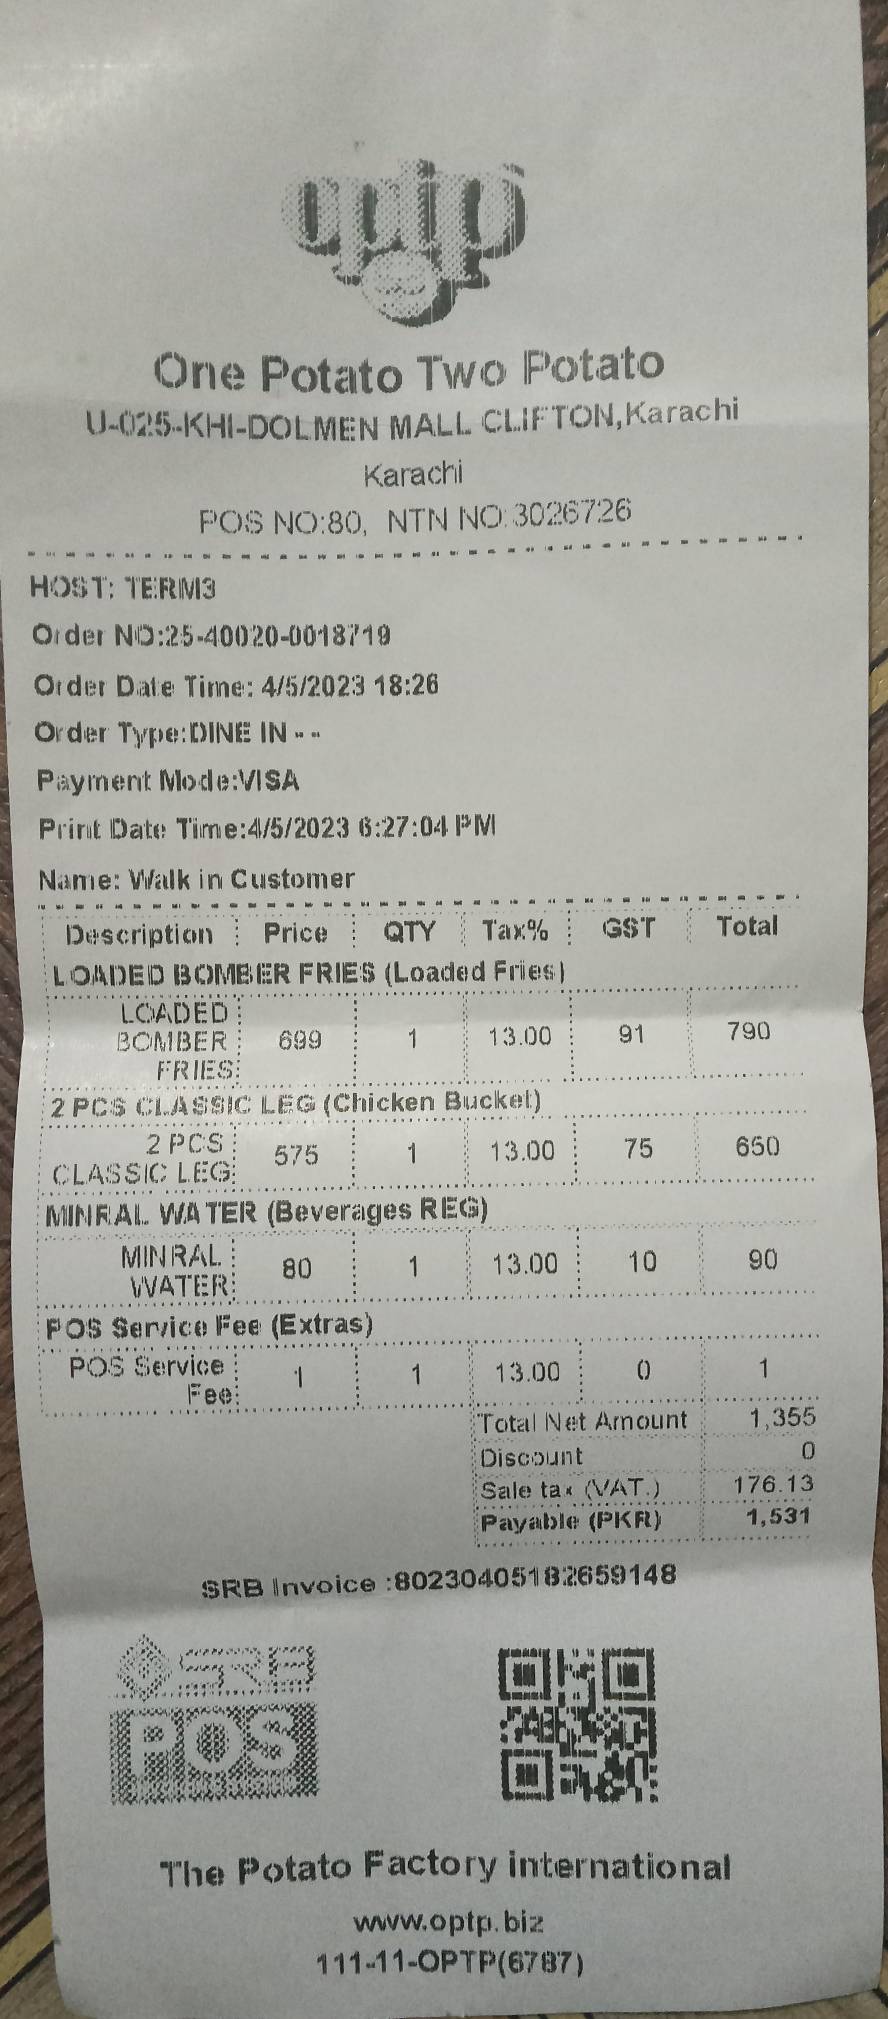 optp
One Potato Two Potato
U-025-KHI-DOLMEN MALL CLIFTON,Karachi
Karachi
POS NO:80, NTN NO:3026726
HOST: TERM3
Order NO:25-40020-0018719
Order Date Time: 4/5/2023 18:26
Order Type:DINE IN - -
Payment Mode:VISA
Print Date Time:4/5/2023 6:27:04 PM
Name: Walk in Customer
Description Price QTY Tax% GST Total
LOADED BOMBER FRIES (Loaded Fries)
LOADED
BOMBER 699 1 13.00 91 790
FRIES
2 PCS CLASSIC LEG (Chicken Bucket)
2 PCS
CLASSIC LEG 575 1 13.00 75 650
MINRAL WATER (Beverages REG)
MINRAL
WATER 80 1 13.00 10 90
POS Service Fee (Extras)
POS Service
Fee 1 1 13.00 0 1
Total Net Amount 1,355
Discount 0
Sale tax (VAT.) 176.13
Payable (PKR) 1,531
SRB Invoice :80230405182659148
SRB
POS
The Potato Factory international
www.optp.biz
111-11-OPTP(6787)